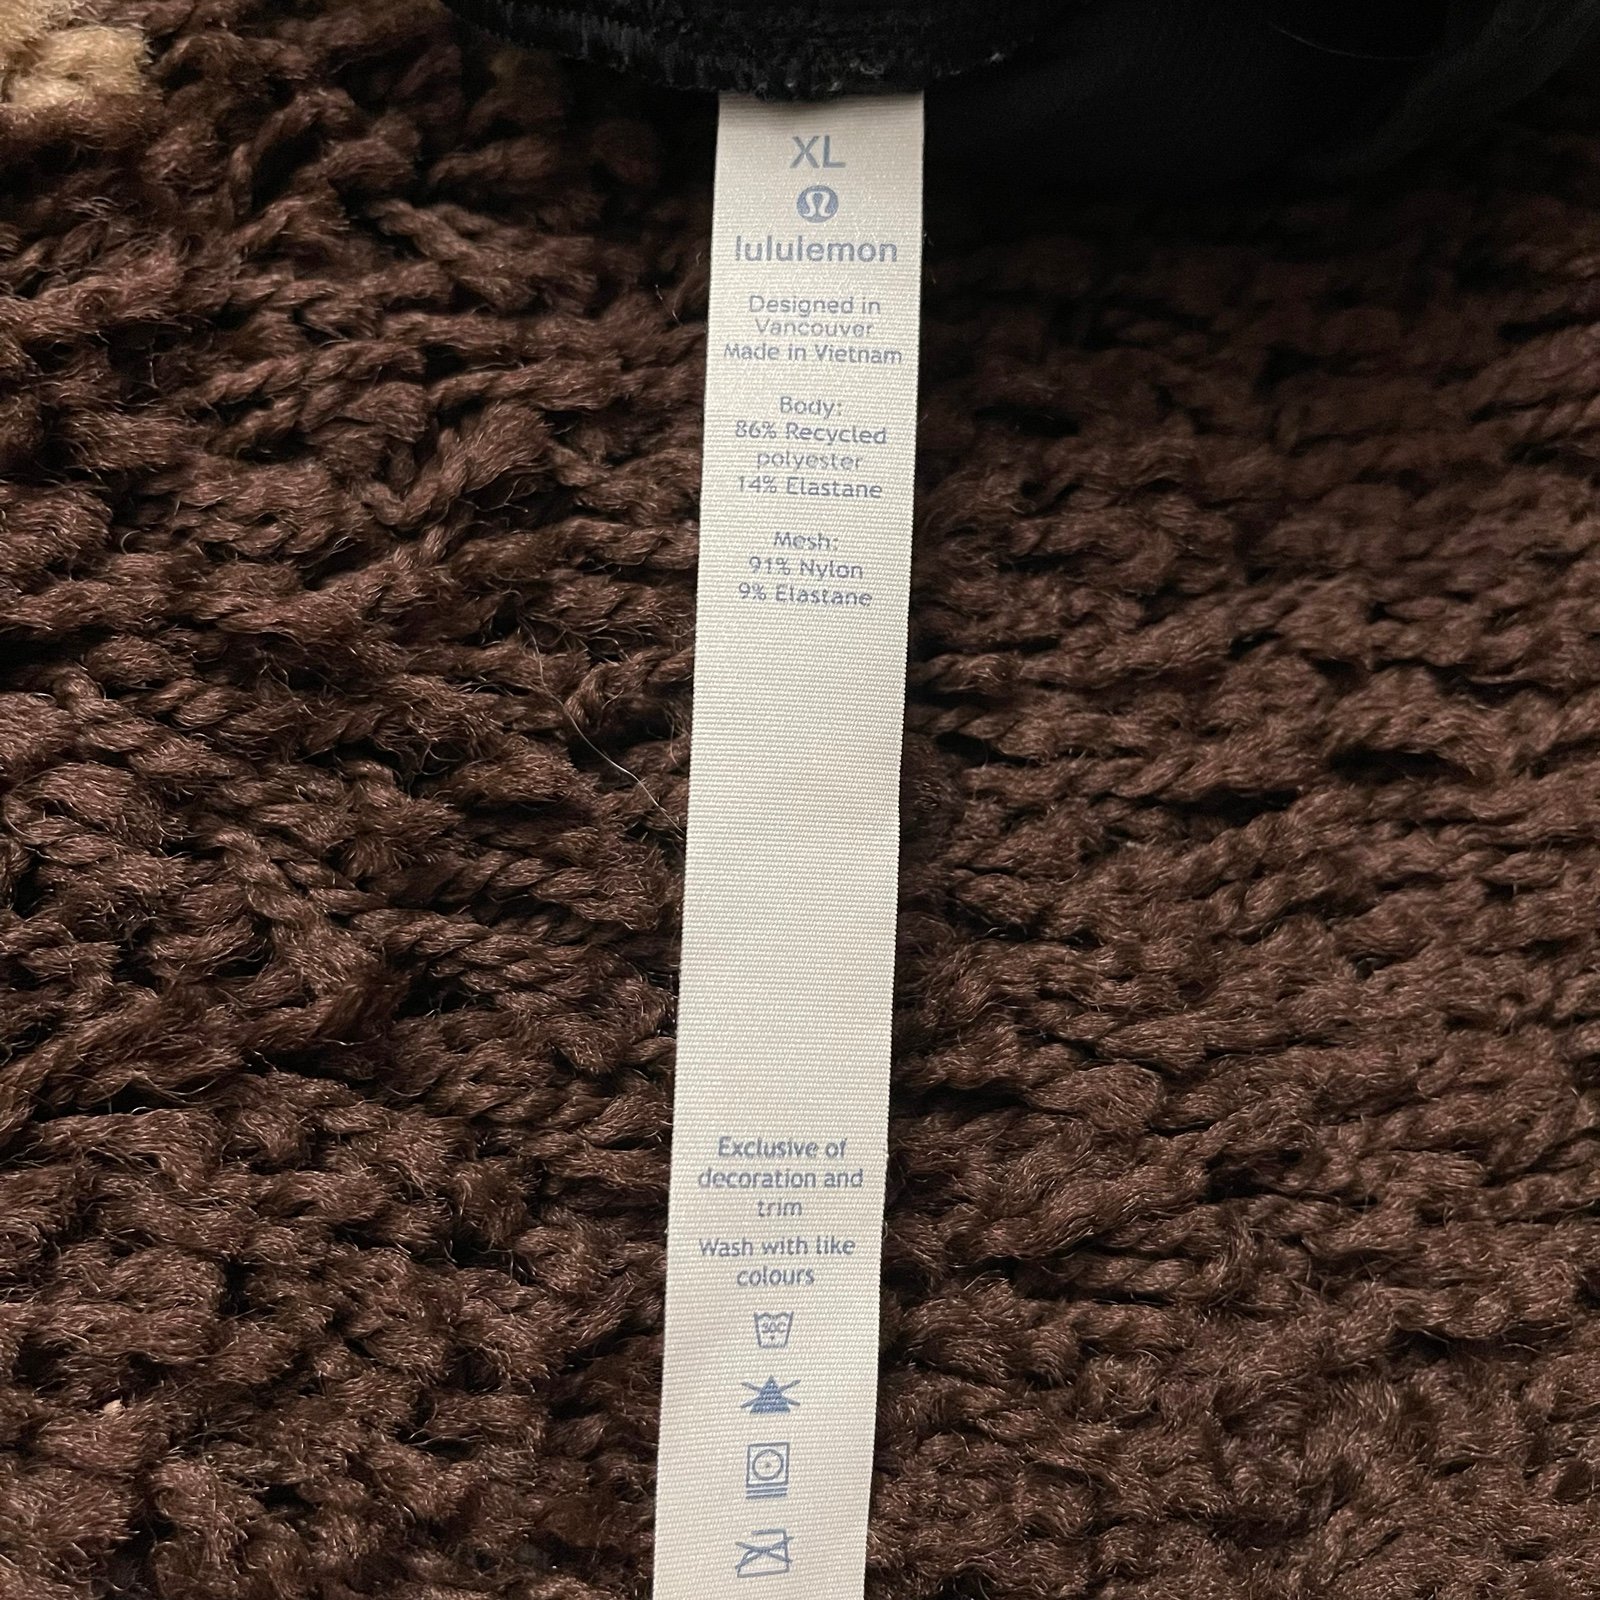 XL
lululemon
Designed in
Vancouver
Made in Vietnam
Body:
86% Recycled
polyester
14% Elastane
Mesh:
91% Nylon
9% Elastane
Exclusive of
decoration and
trim
Wash with like
colours
30C